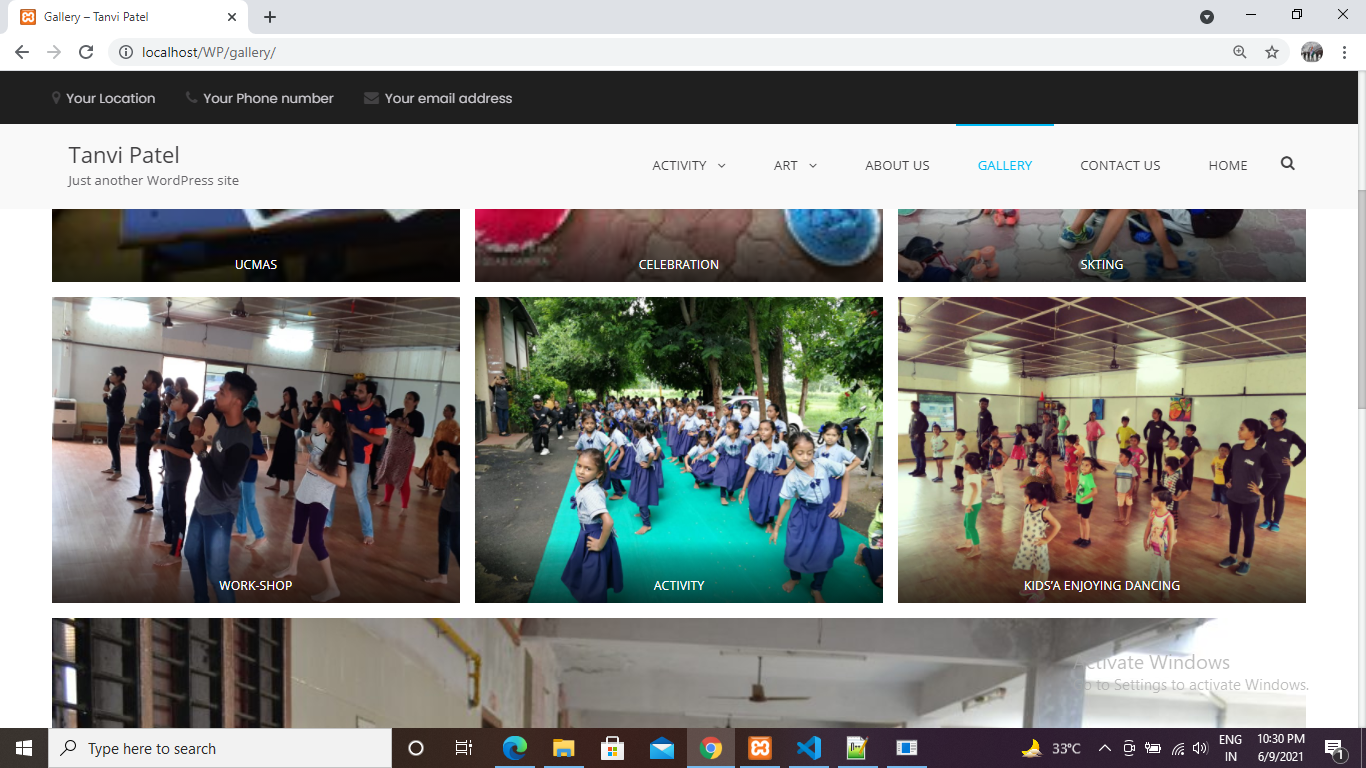 Gallery – Tanvi Patel
localhost/WP/gallery/
Your Location Your Phone number Your email address
Tanvi Patel
Just another WordPress site
ACTIVITY ART ABOUT US GALLERY CONTACT US HOME
UCMAS CELEBRATION SKTING
WORK-SHOP ACTIVITY KIDS'A ENJOYING DANCING
Activate Windows
Go to Settings to activate Windows.
Type here to search
33°C
ENG
IN
10:30 PM
6/9/2021
1